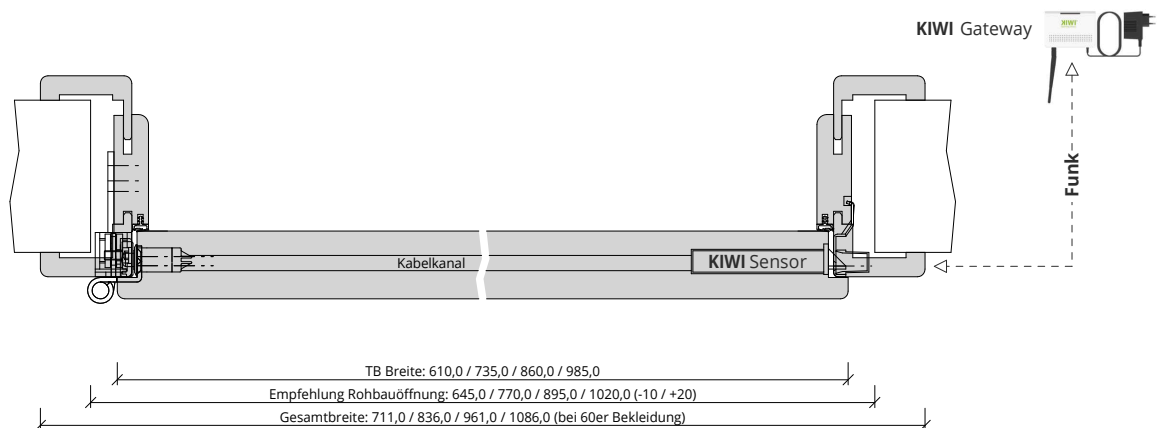 KIWI Gateway
KIWI
Funk
Kabelkanal
KIWI Sensor
TB Breite: 610,0 / 735,0 / 860,0 / 985,0
Empfehlung Rohbauöffnung: 645,0 / 770,0 / 895,0 / 1020,0 (-10 / +20)
Gesamtbreite: 711,0 / 836,0 / 961,0 / 1086,0 (bei 60er Bekleidung)